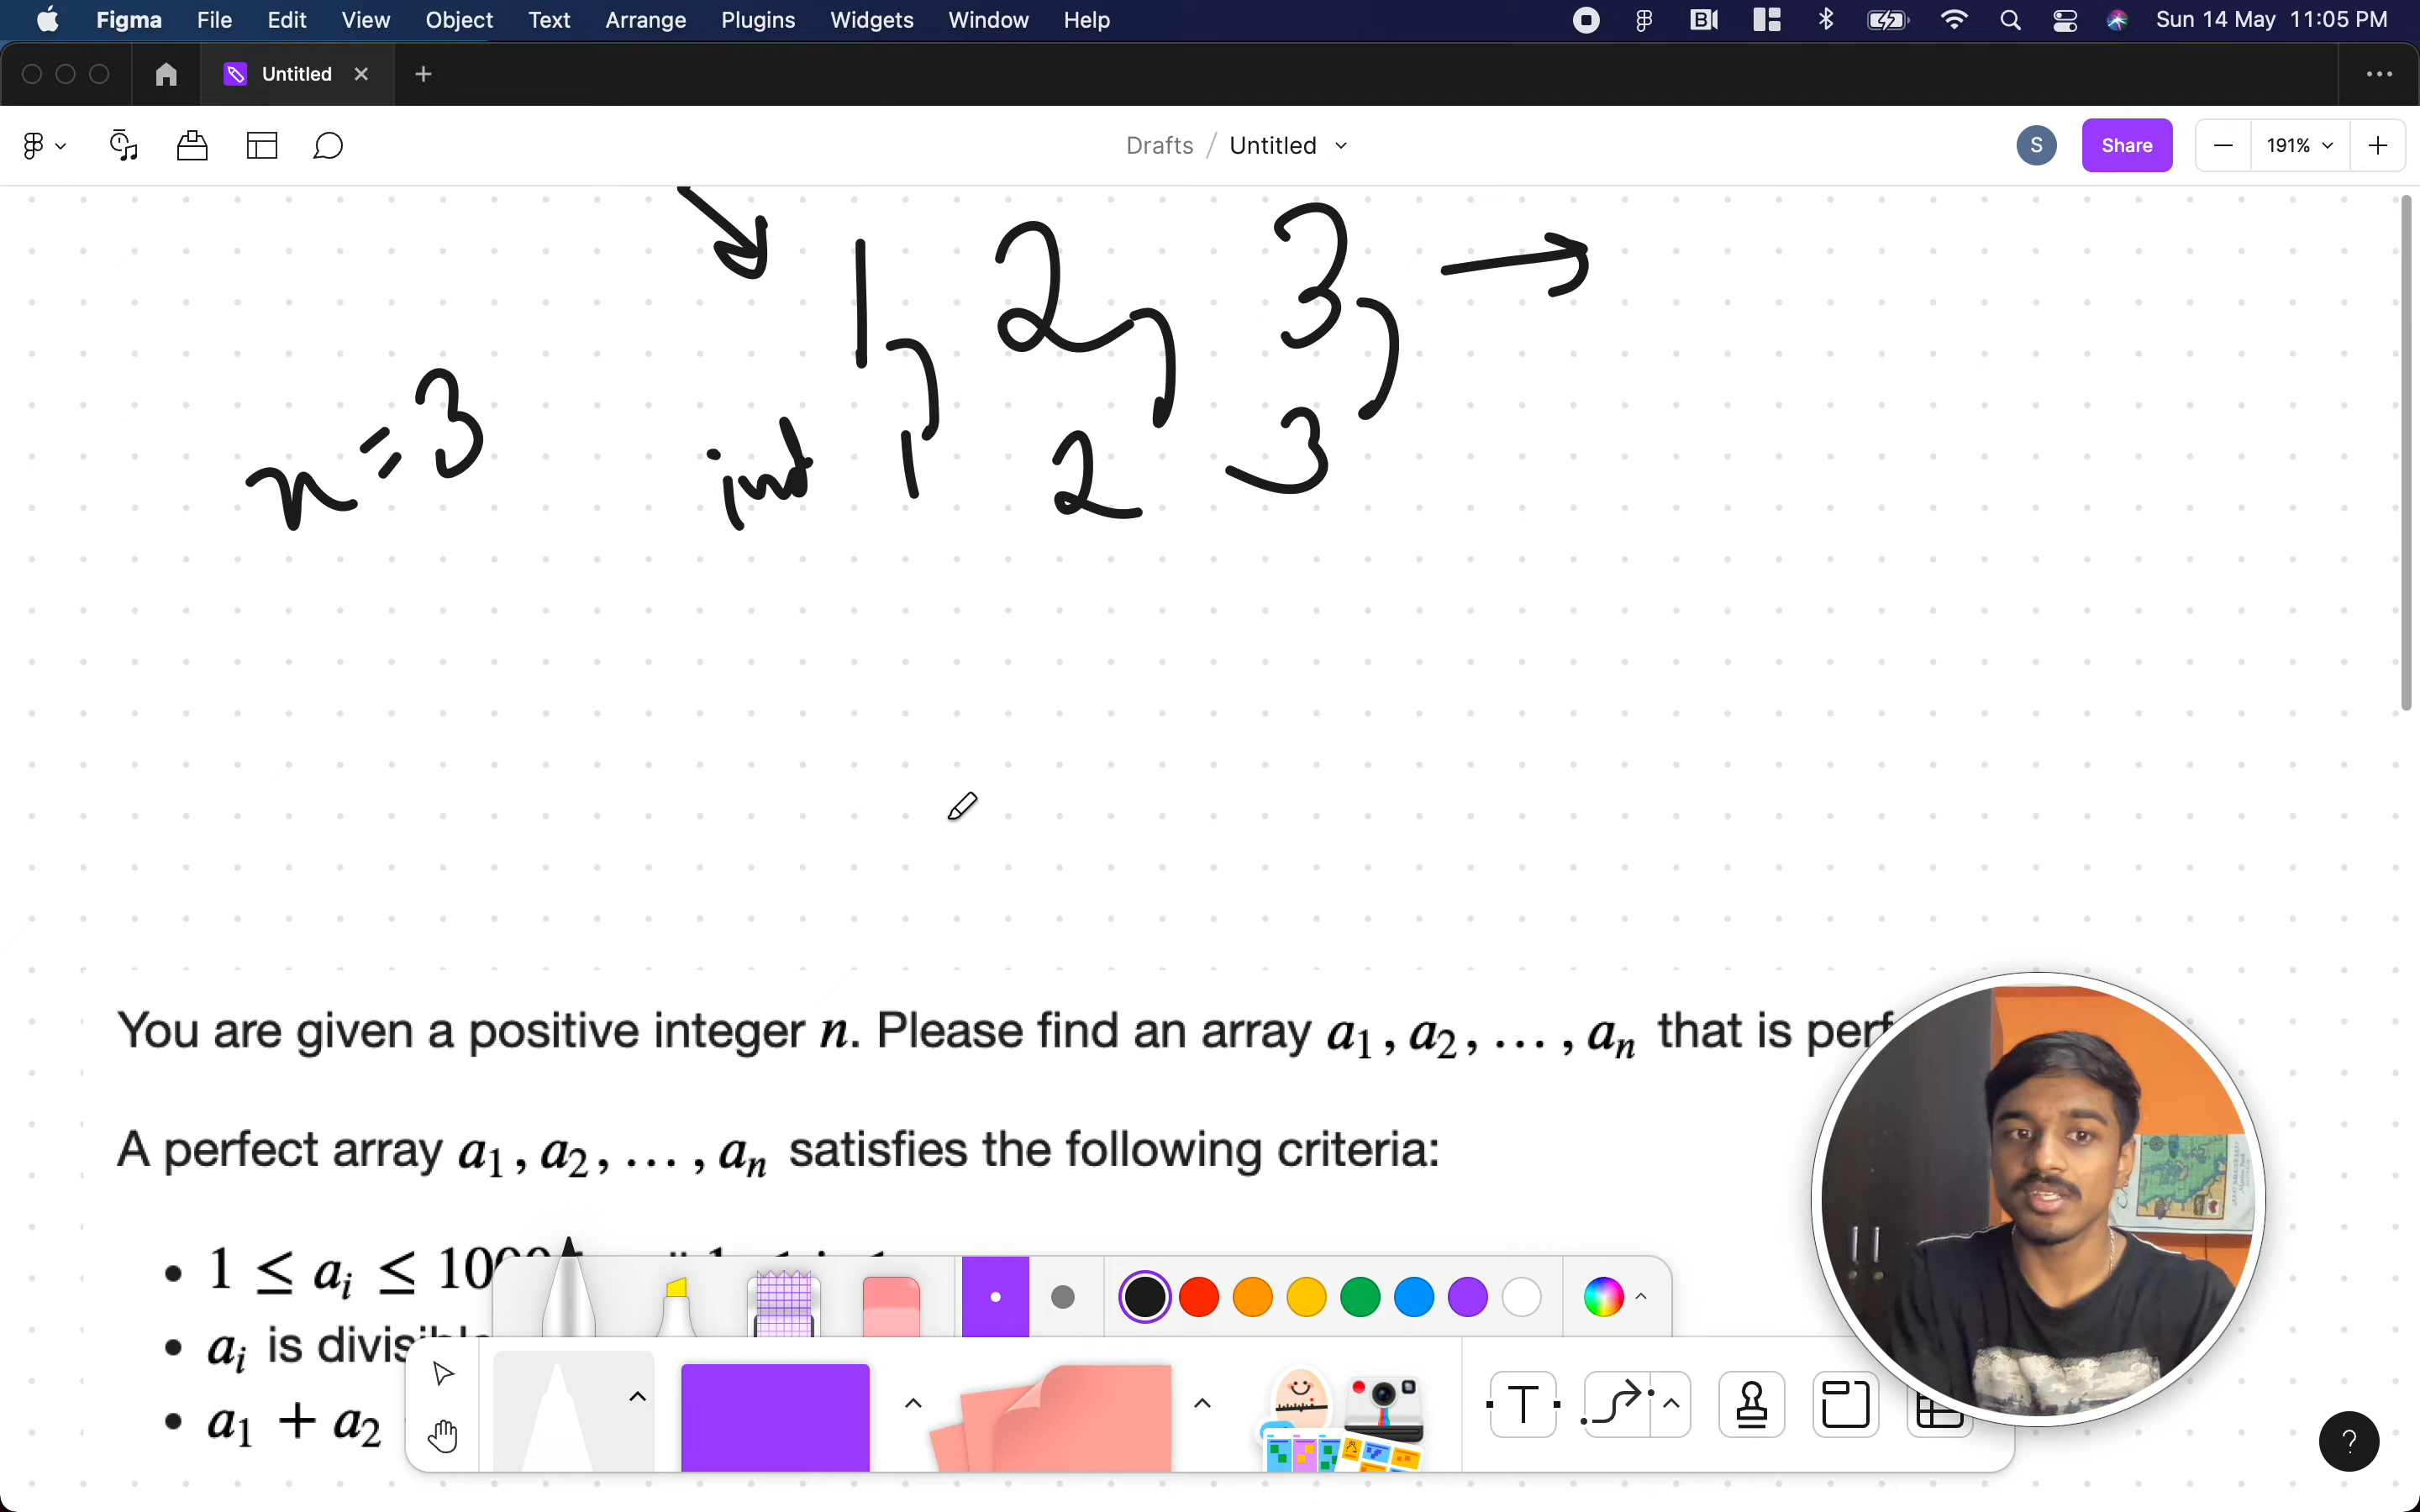 Figma File Edit View Object Text Arrange Plugins Widgets Window Help Sun 14 May 11:05 PM
Untitled
Drafts / Untitled S Share 191%
1, 2, 3,
n = 3
ind 1 2 3
You are given a positive integer n. Please find an array a₁, a₂, …, aₙ that is perf
A perfect array a₁, a₂, …, aₙ satisfies the following criteria:
• 1 ≤ aᵢ ≤ 1000
• aᵢ is divisible
• a₁ + a₂
T
?